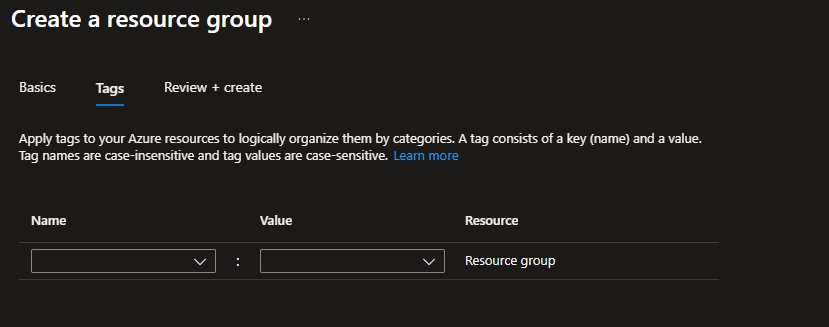 Create a resource group ...
Basics Tags Review + create
Apply tags to your Azure resources to logically organize them by categories. A tag consists of a key (name) and a value.
Tag names are case-insensitive and tag values are case-sensitive. Learn more
Name Value Resource
: Resource group